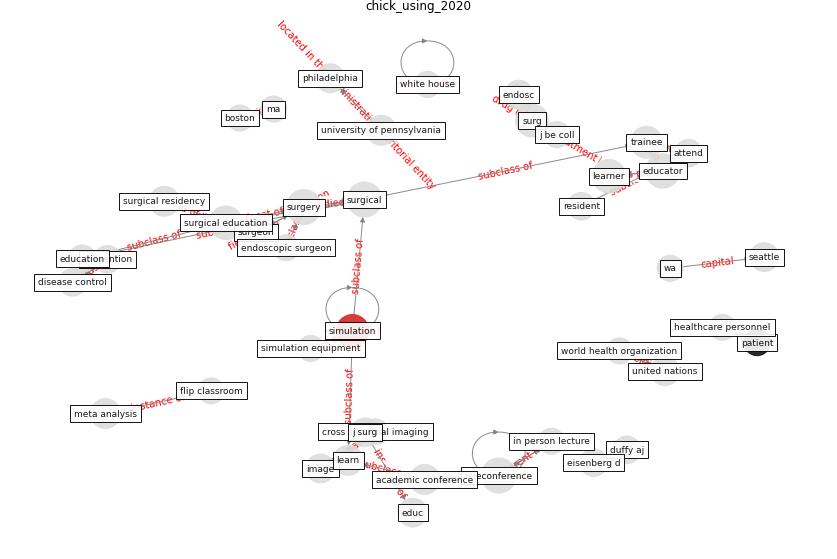 chick_using_2020
located in th
philadelphia
white house
endosc
ma
boston
surg
j be coll
university of pennsylvania
trainee
attend
educator
learner
subclass of
resident
surgical residency
surgical
surgery
surgical education
endoscopic surgeon
subclass of
education
disease control
subclass of
wa
capital
seattle
simulation
simulation equipment
healthcare personnel
patient
world health organization
united nations
subclass of
flip classroom
meta analysis
cross
j surg
al imaging
in person lecture
duffy aj
eisenberg d
learn
image
academic conference
econference
educ